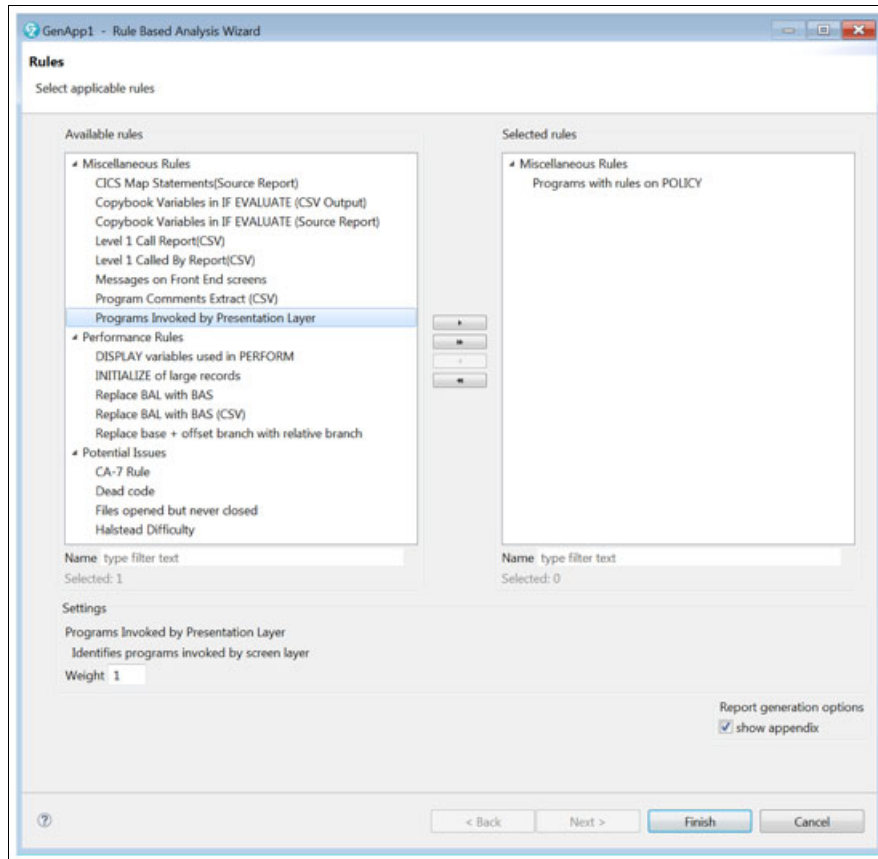 GenApp1 - Rule Based Analysis Wizard
Rules
Select applicable rules
Available rules
Miscellaneous Rules
CICS Map Statements(Source Report)
Copybook Variables in IF EVALUATE (CSV Output)
Copybook Variables in IF EVALUATE (Source Report)
Level 1 Call Report(CSV)
Level 1 Called By Report(CSV)
Messages on Front End screens
Program Comments Extract (CSV)
Programs Invoked by Presentation Layer
Performance Rules
DISPLAY variables used in PERFORM
INITIALIZE of large records
Replace BAL with BAS
Replace BAL with BAS (CSV)
Replace base + offset branch with relative branch
Potential Issues
CA-7 Rule
Dead code
Files opened but never closed
Halstead Difficulty
Name type filter text
Selected: 1
Selected rules
Miscellaneous Rules
Programs with rules on POLICY
Name type filter text
Selected: 0
Settings
Programs Invoked by Presentation Layer
Identifies programs invoked by screen layer
Weight 1
Report generation options
show appendix
< Back Next > Finish Cancel